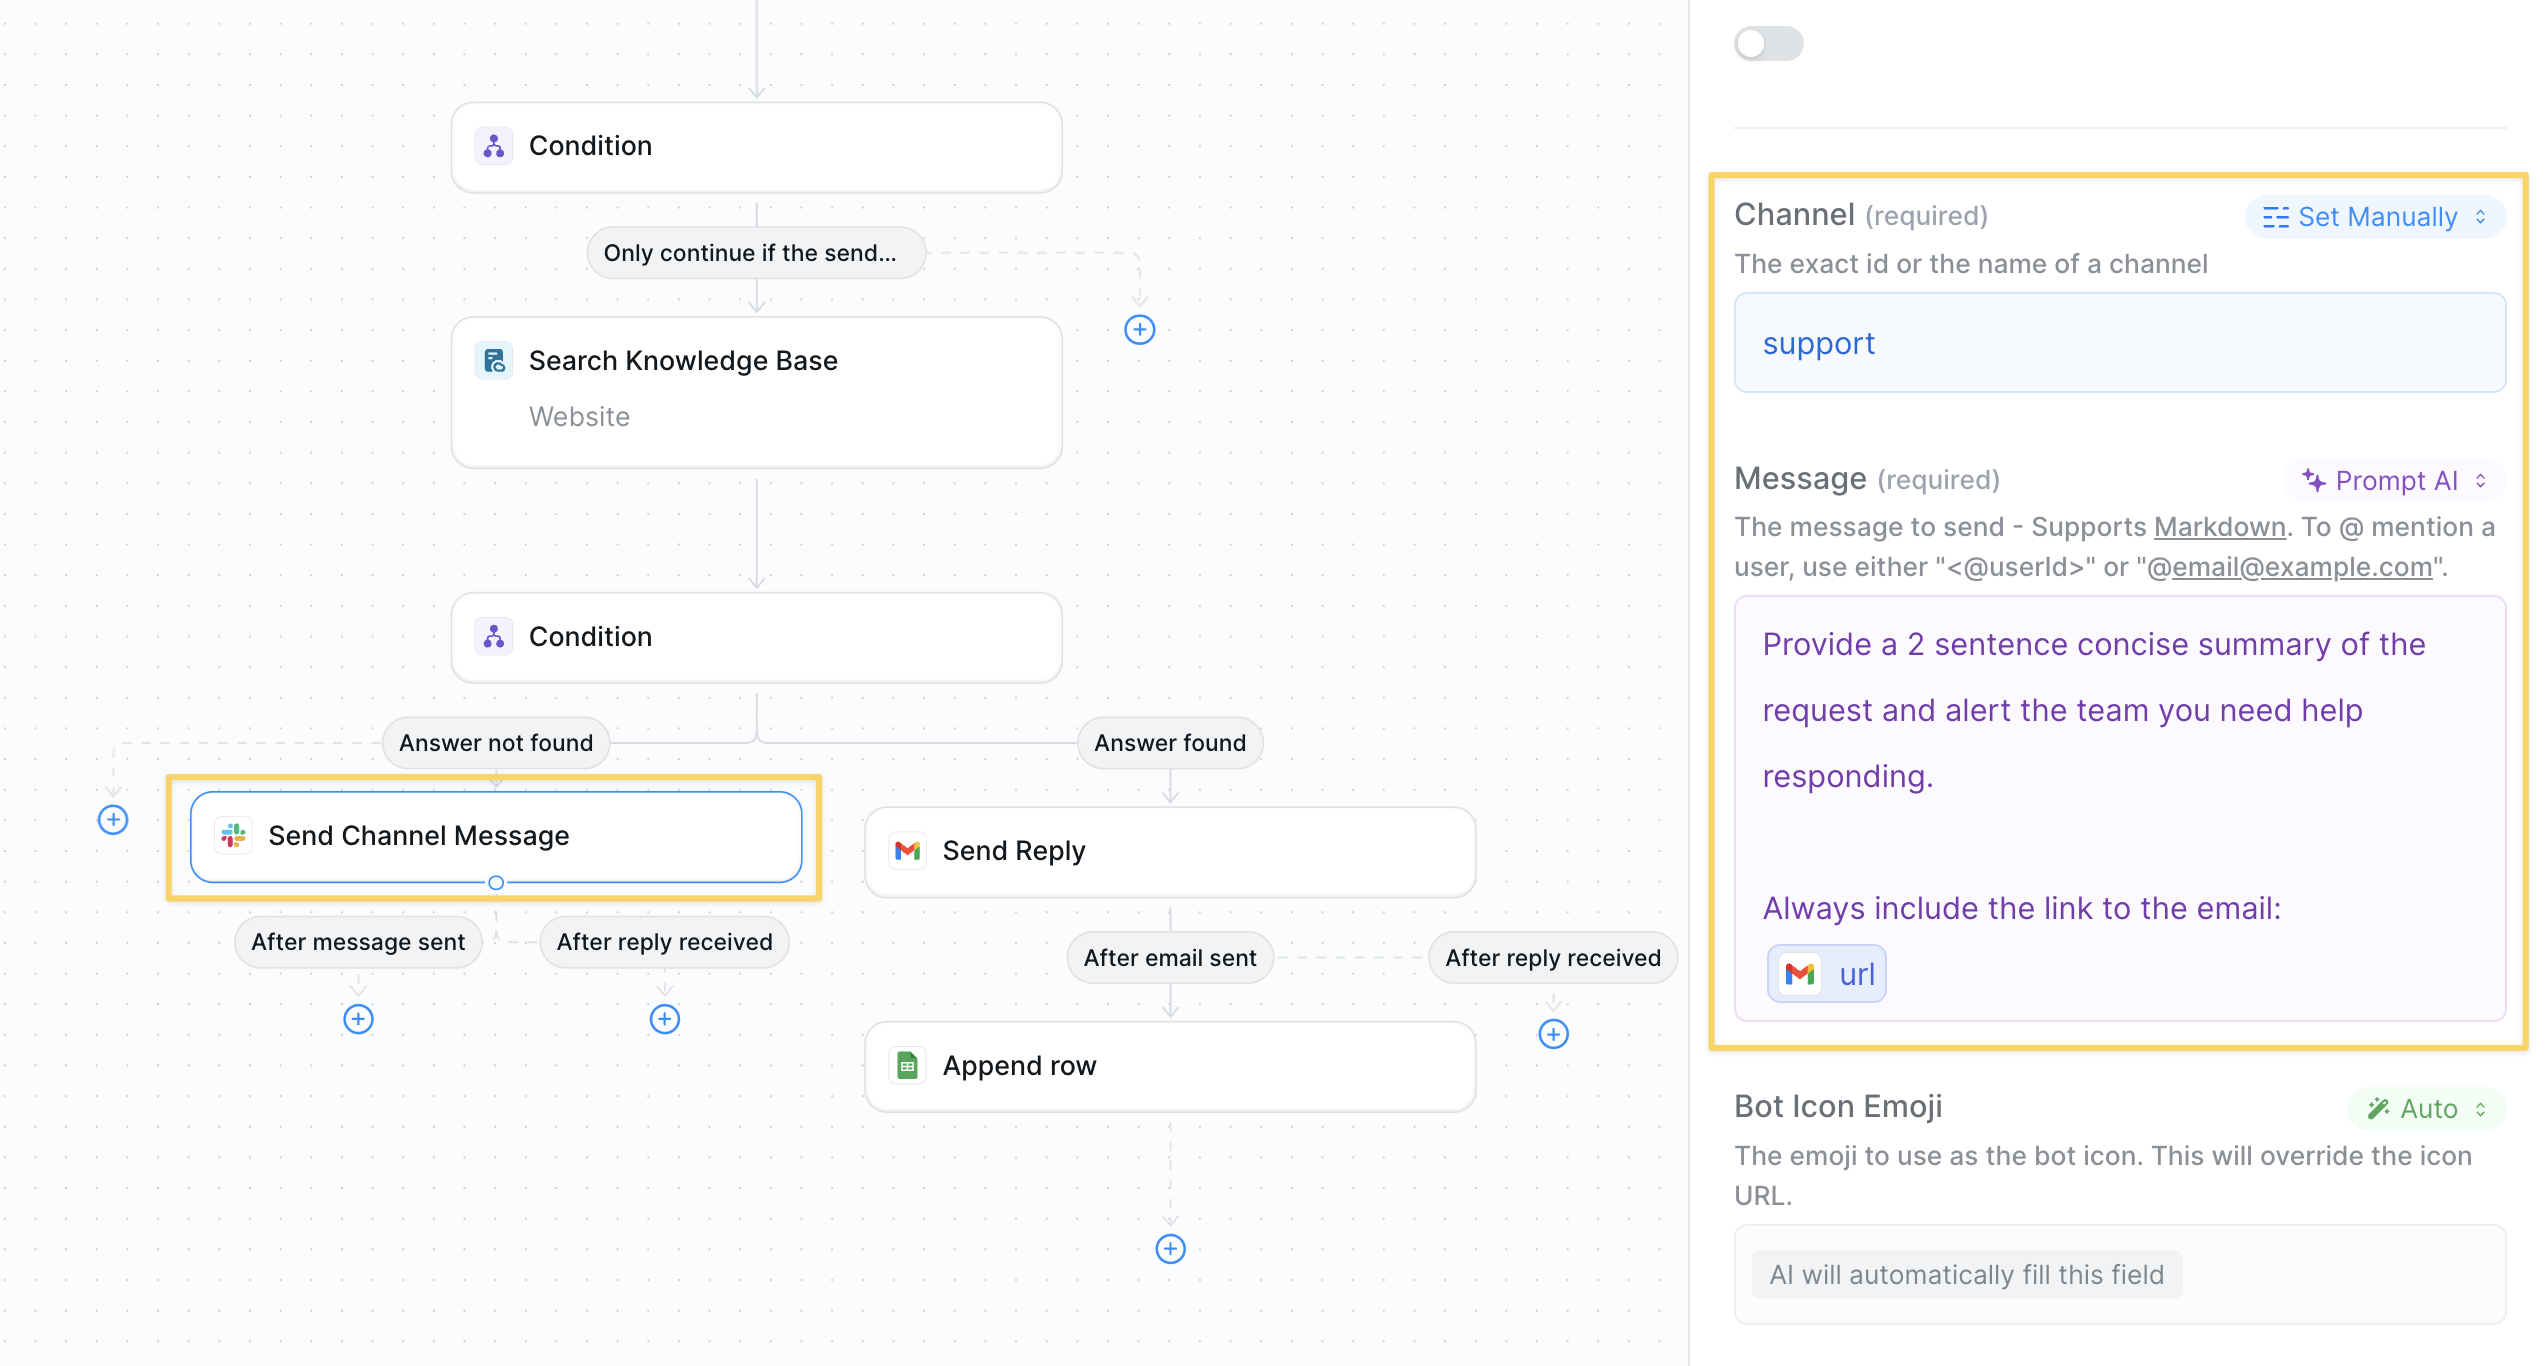 Condition
Only continue if the send...
Search Knowledge Base
Website
Condition
Answer not found
Answer found
Send Channel Message
Send Reply
After message sent
After reply received
After email sent
After reply received
Append row
Channel (required)
Set Manually
The exact id or the name of a channel
support
Message (required)
Prompt AI
The message to send - Supports Markdown. To @ mention a
user, use either "<@userId>" or "@email@example.com".
Provide a 2 sentence concise summary of the
request and alert the team you need help
responding.
Always include the link to the email:
url
Bot Icon Emoji
Auto
The emoji to use as the bot icon. This will override the icon
URL.
AI will automatically fill this field